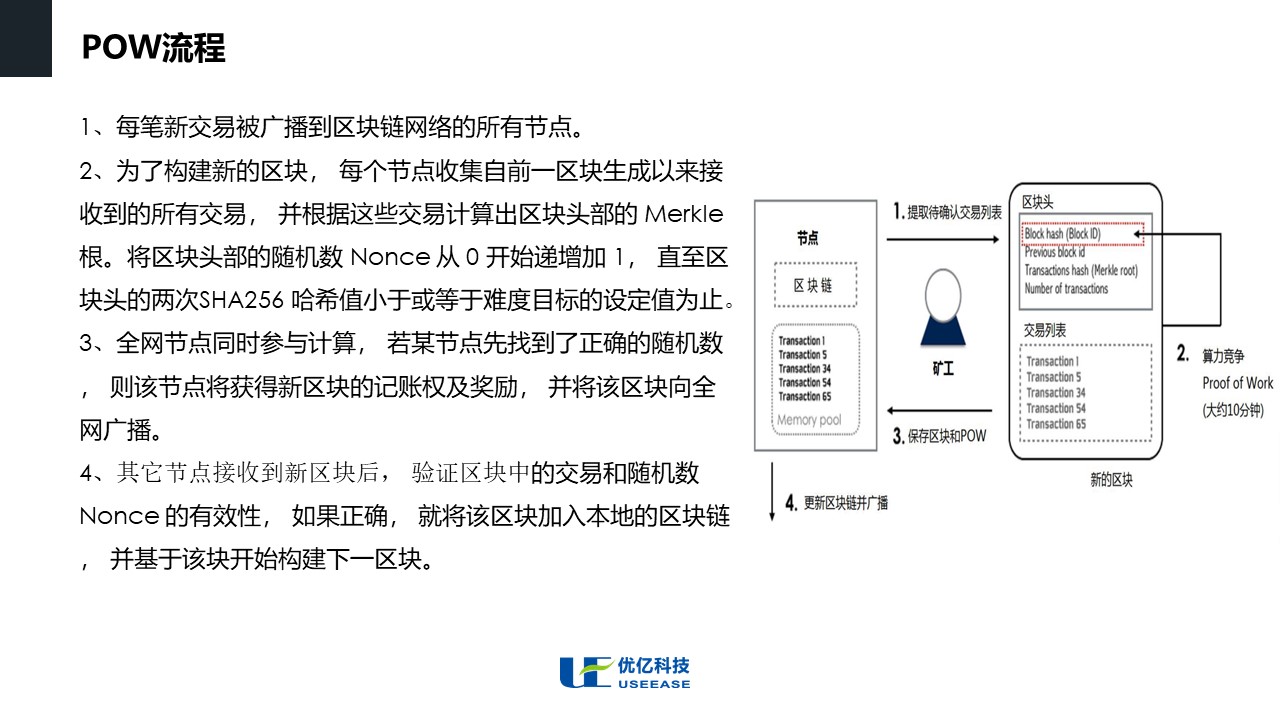 POW流程
1、每笔新交易被广播到区块链网络的所有节点。
2、为了构建新的区块， 每个节点收集自前一区块生成以来接
收到的所有交易， 并根据这些交易计算出区块头部的 Merkle
根。将区块头部的随机数 Nonce 从 0 开始递增加 1， 直至区
块头的两次SHA256 哈希值小于或等于难度目标的设定值为止。
3、全网节点同时参与计算， 若某节点先找到了正确的随机数
， 则该节点将获得新区块的记账权及奖励， 并将该区块向全
网广播。
4、其它节点接收到新区块后， 验证区块中的交易和随机数
Nonce 的有效性， 如果正确， 就将该区块加入本地的区块链
， 并基于该块开始构建下一区块。
节点
区块链
Transaction 1
Transaction 5
Transaction 34
Transaction 54
Transaction 65
Memory pool
1.提取待确认交易列表
矿工
3.保存区块和POW
4. 更新区块链并广播
区块头
Block hash (Block ID)
Previous block id
Transactions hash (Merkle root)
Number of transactions
交易列表
Transaction 1
Transaction 5
Transaction 34
Transaction 54
Transaction 65
新的区块
2. 算力竞争
Proof of Work
(大约10分钟)
优亿科技
USEEASE